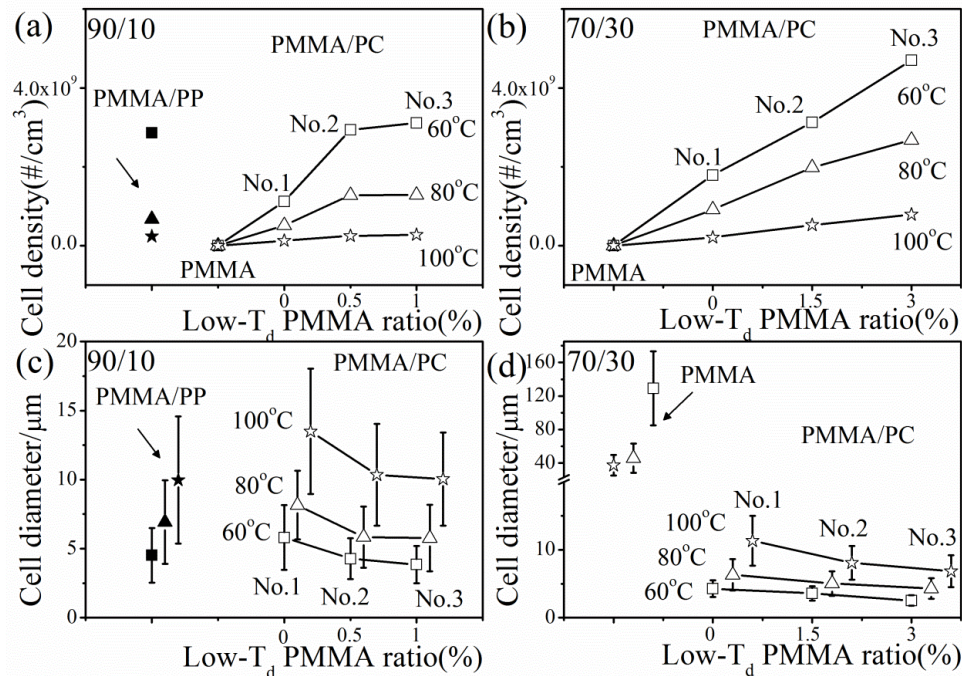 (a) 90/10
PMMA/PC
PMMA/PP
No.1
No.2
No.3
60°C
80°C
100°C
PMMA
4.0x10⁹
0.0
Cell density(#/cm³)
0 0.5 1
Low-T_d PMMA ratio(%)
(b) 70/30
PMMA/PC
No.1
No.2
No.3
60°C
80°C
100°C
PMMA
4.0x10⁹
0.0
Cell density(#/cm³)
0 1.5 3
Low-T_d PMMA ratio(%)
(c) 90/10
PMMA/PC
PMMA/PP
100°C
80°C
60°C
No.1
No.2
No.3
20
15
10
5
0
Cell diameter/μm
0 0.5 1
Low-T_d PMMA ratio(%)
(d) 70/30
PMMA
PMMA/PC
100°C
80°C
60°C
No.1
No.2
No.3
160
120
80
40
10
0
Cell diameter/μm
0 1.5 3
Low-T_d PMMA ratio(%)